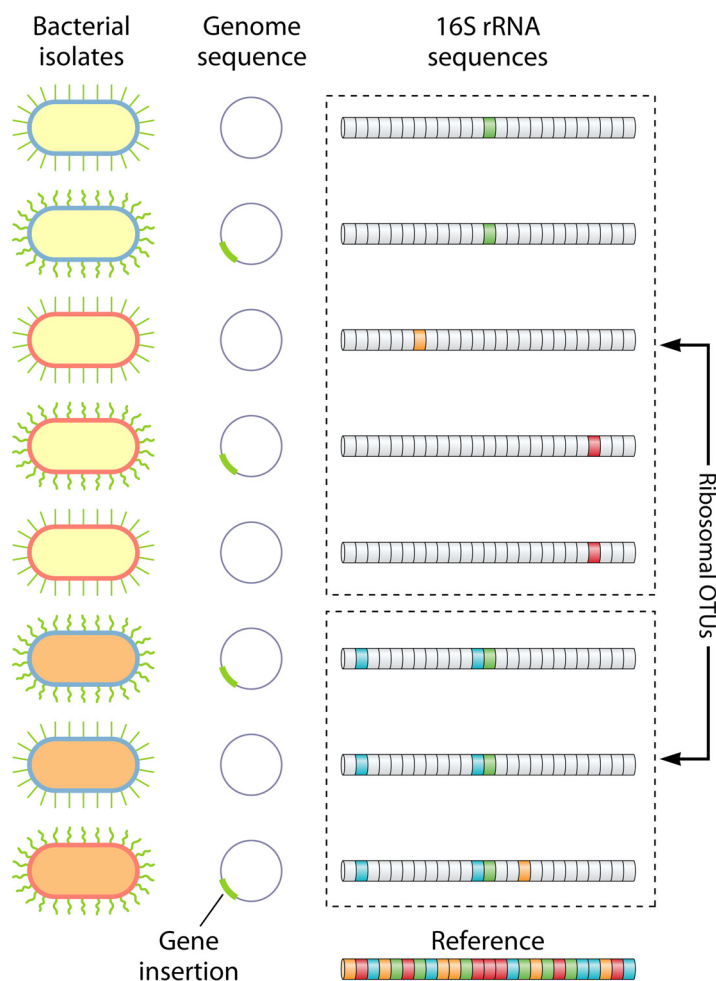 Bacterial
isolates
Genome
sequence
16S rRNA
sequences
Ribosomal OTUs
Gene
insertion
Reference